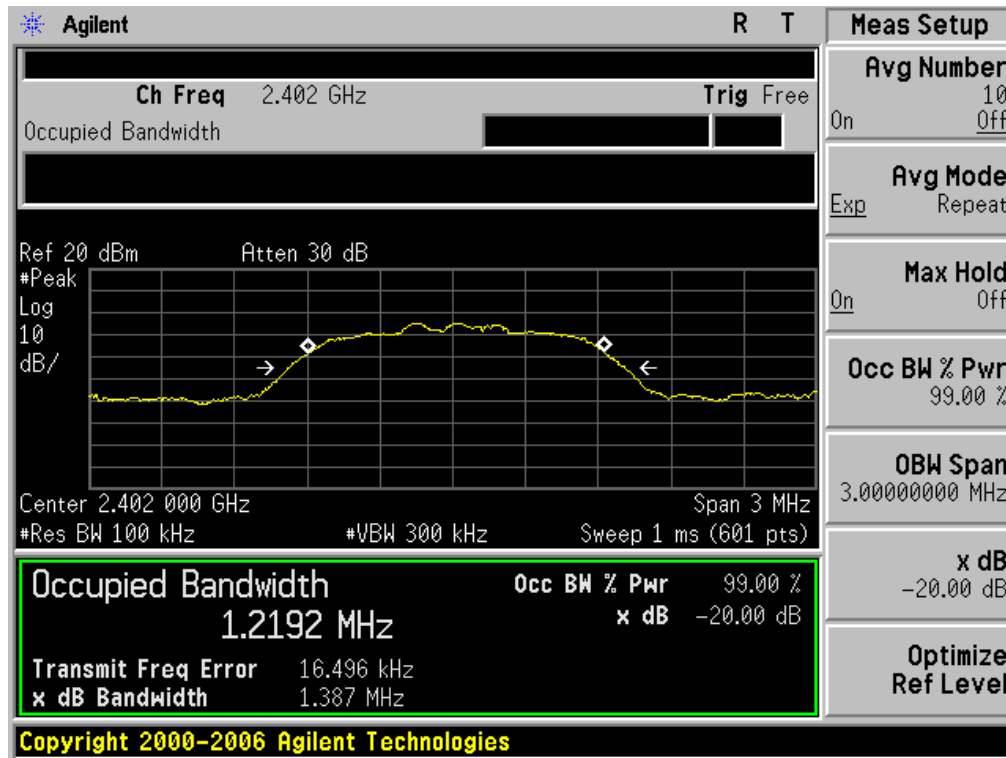 Agilent R T
Ch Freq 2.402 GHz Trig Free
Occupied Bandwidth
Ref 20 dBm Atten 30 dB
#Peak
Log
10
dB/
Center 2.402 000 GHz Span 3 MHz
#Res BW 100 kHz #VBW 300 kHz Sweep 1 ms (601 pts)
Occupied Bandwidth
1.2192 MHz
Occ BW % Pwr 99.00 %
x dB -20.00 dB
Transmit Freq Error 16.496 kHz
x dB Bandwidth 1.387 MHz
Copyright 2000-2006 Agilent Technologies
Meas Setup
Avg Number
10
On Off
Avg Mode
Exp Repeat
Max Hold
On Off
Occ BW % Pwr
99.00 %
OBW Span
3.00000000 MHz
x dB
-20.00 dB
Optimize
Ref Level